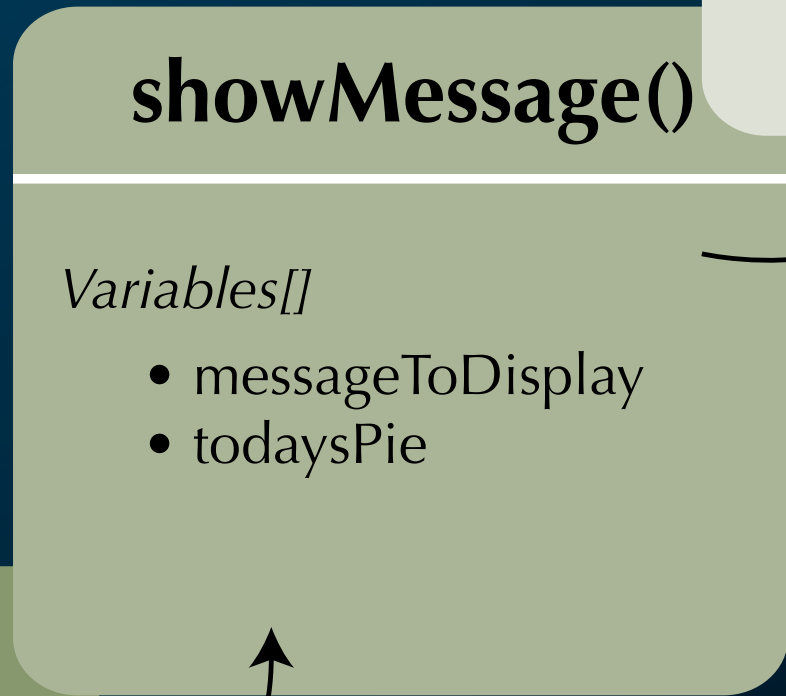 showMessage()
Variables[]
• messageToDisplay
• todaysPie